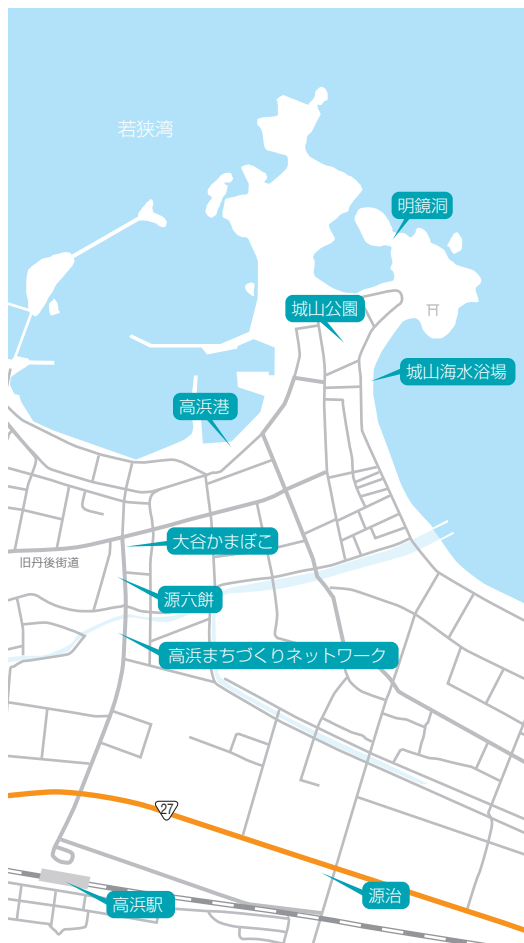 若狭湾
明鏡洞
城山公園
城山海水浴場
高浜港
大谷かまぼこ
旧丹後街道
源六餅
高浜まちづくりネットワーク
27
源治
高浜駅